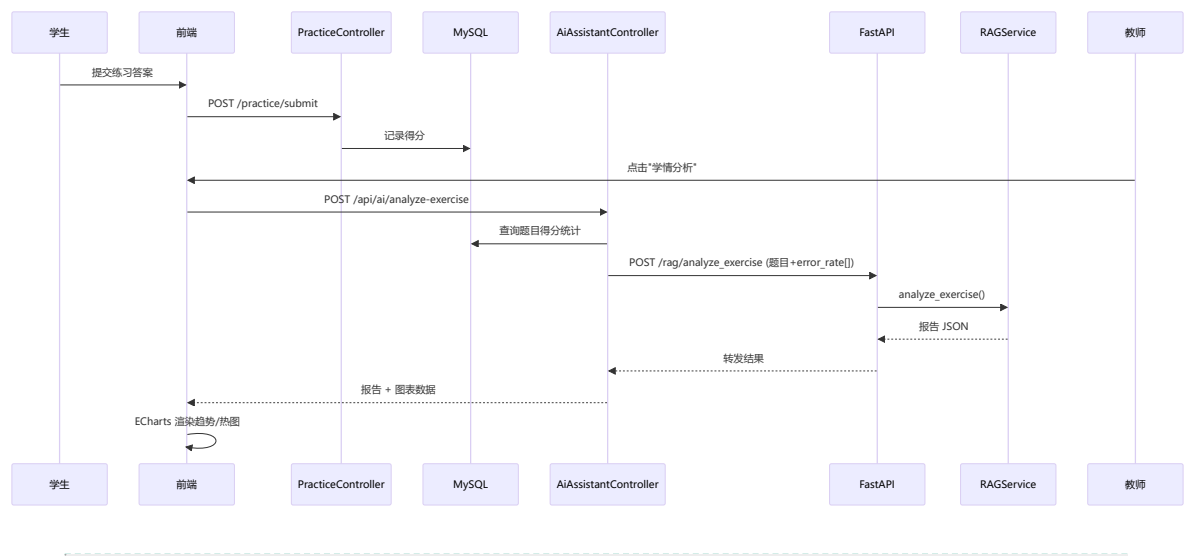 学生 前端 PracticeController MySQL AiAssistantController FastAPI RAGService 教师
提交练习答案
POST /practice/submit
记录得分
点击"学情分析"
POST /api/ai/analyze-exercise
查询题目得分统计
POST /rag/analyze_exercise (题目+error_rate[])
analyze_exercise()
报告 JSON
转发结果
报告 + 图表数据
ECharts 渲染趋势/热图
学生 前端 PracticeController MySQL AiAssistantController FastAPI RAGService 教师